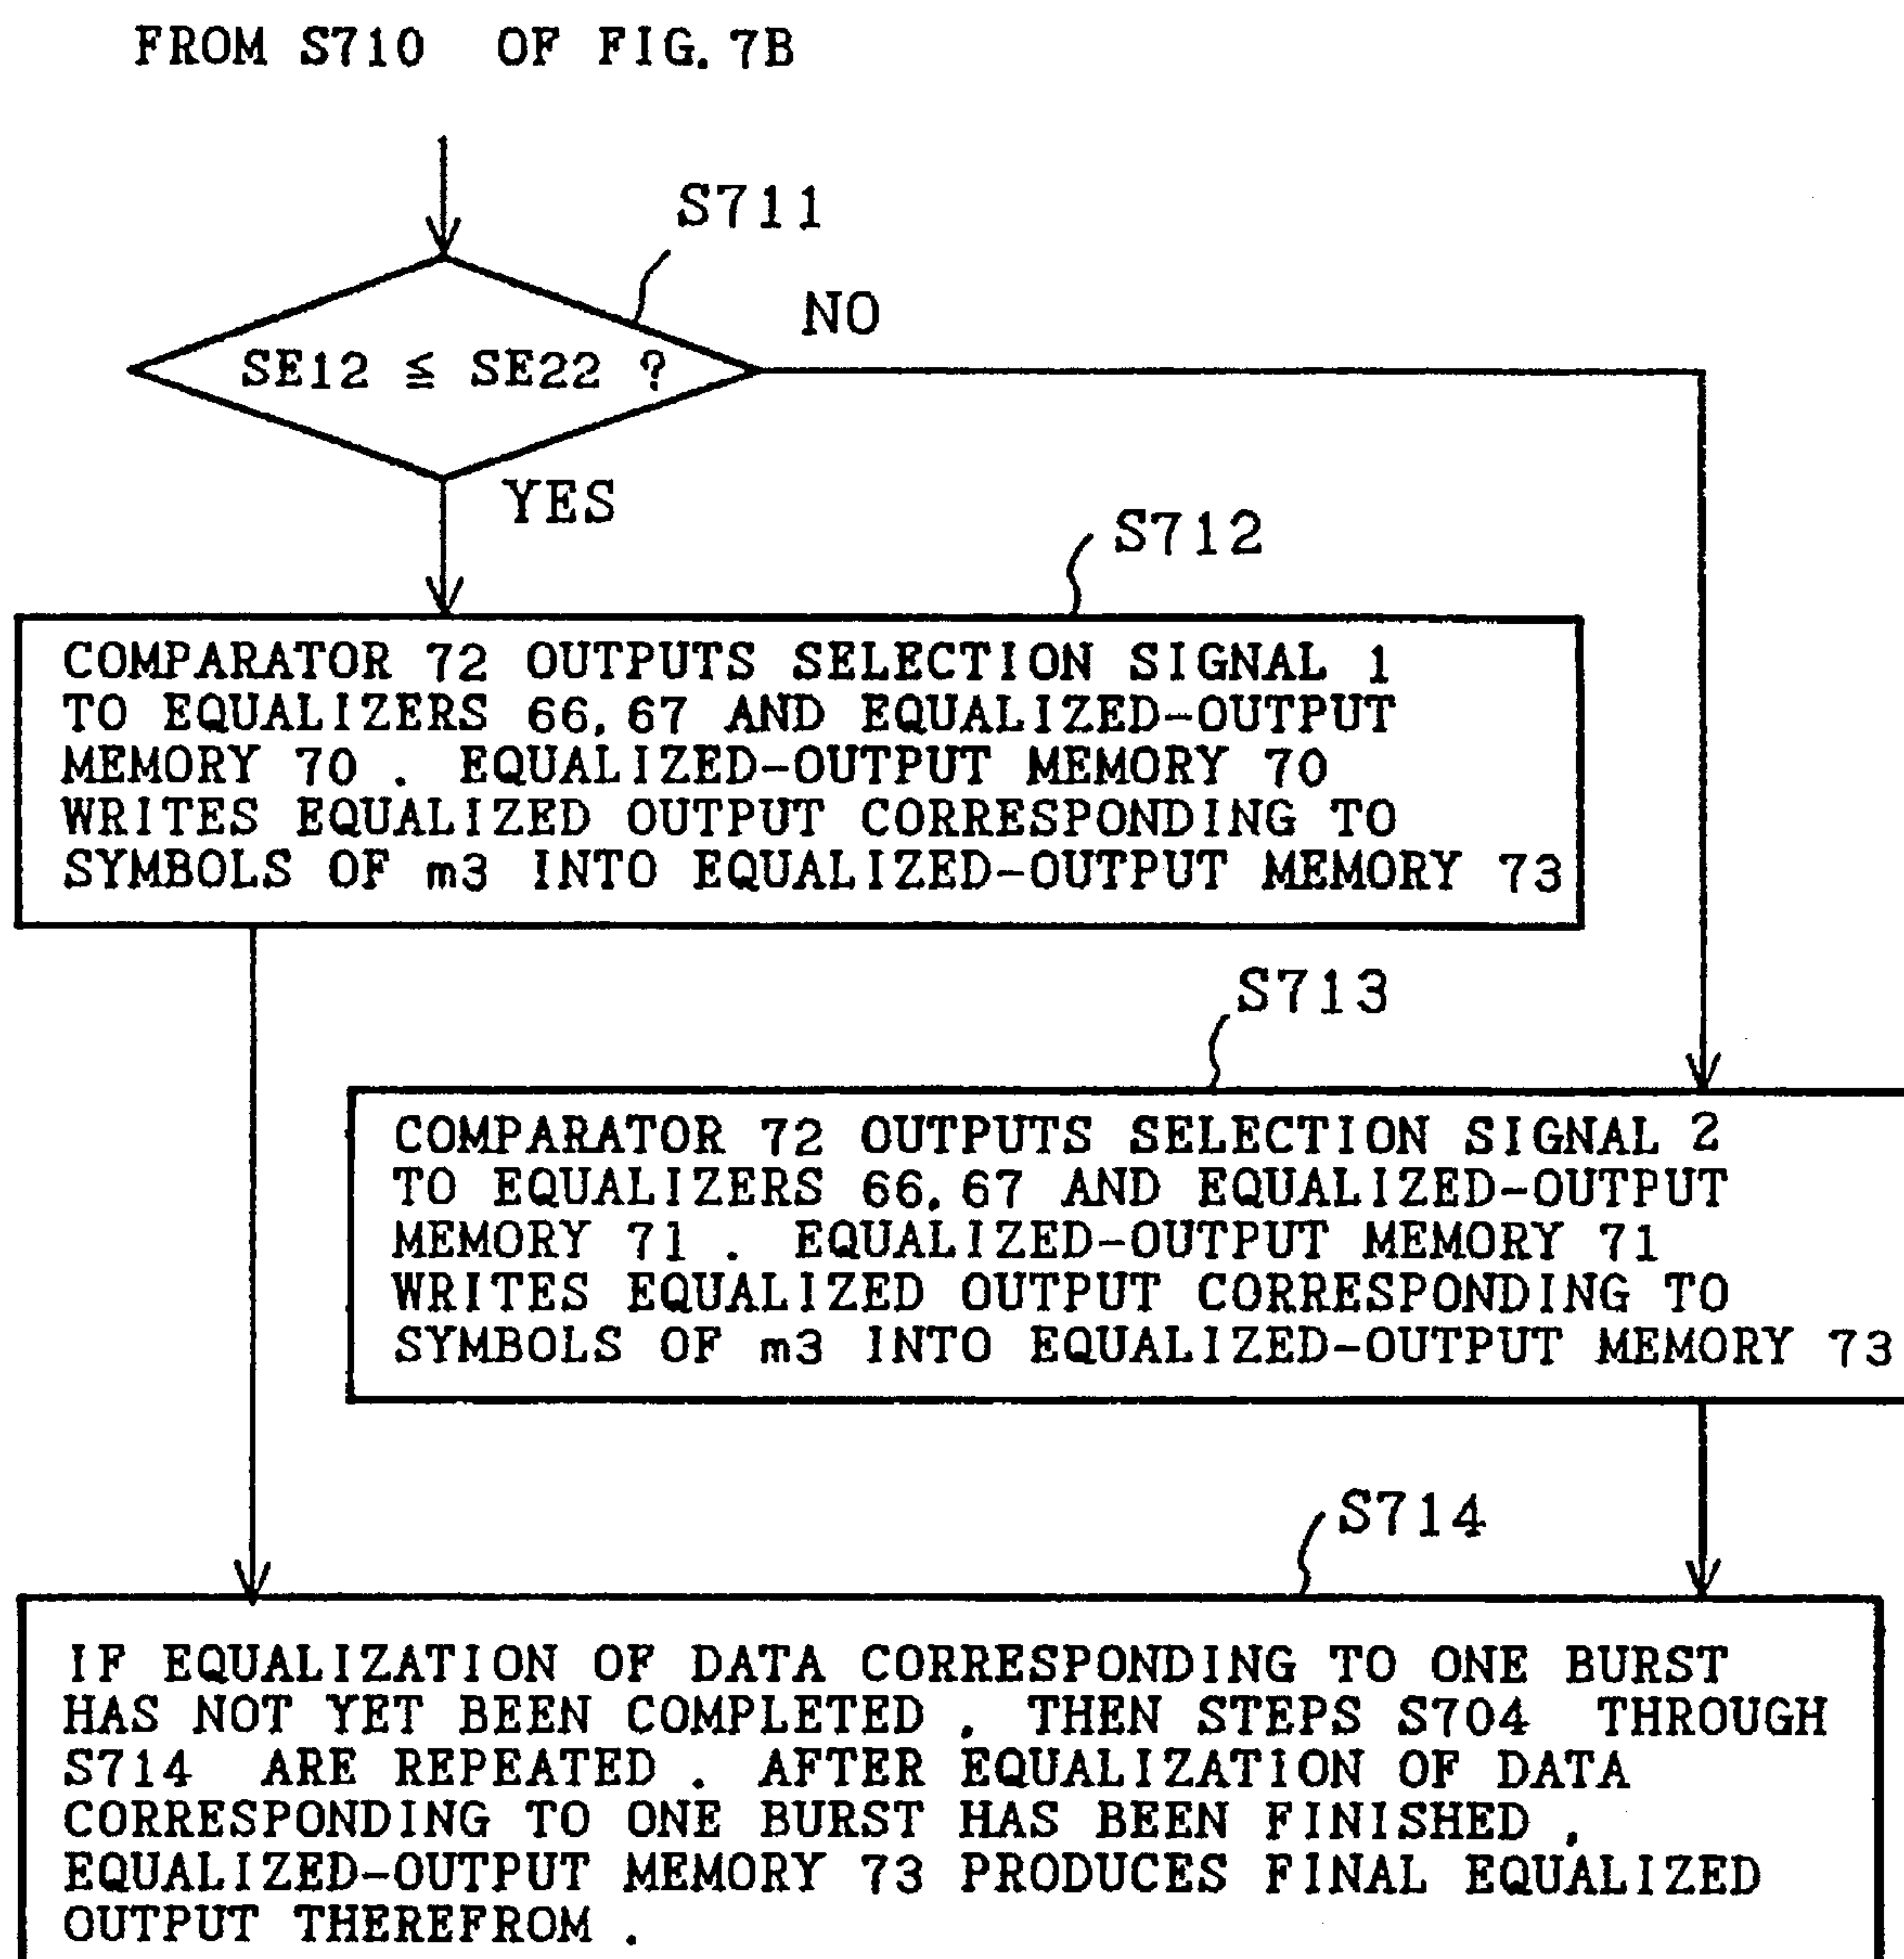 FROM S710 OF FIG. 7B
S711
NO
SE12 ≦ SE22 ?
YES
S712
COMPARATOR 72 OUTPUTS SELECTION SIGNAL 1
TO EQUALIZERS 66, 67 AND EQUALIZED-OUTPUT
MEMORY 70 . EQUALIZED-OUTPUT MEMORY 70
WRITES EQUALIZED OUTPUT CORRESPONDING TO
SYMBOLS OF m3 INTO EQUALIZED-OUTPUT MEMORY 73
S713
COMPARATOR 72 OUTPUTS SELECTION SIGNAL 2
TO EQUALIZERS 66, 67 AND EQUALIZED-OUTPUT
MEMORY 71 . EQUALIZED-OUTPUT MEMORY 71
WRITES EQUALIZED OUTPUT CORRESPONDING TO
SYMBOLS OF m3 INTO EQUALIZED-OUTPUT MEMORY 73
S714
IF EQUALIZATION OF DATA CORRESPONDING TO ONE BURST
HAS NOT YET BEEN COMPLETED , THEN STEPS S704 THROUGH
S714 ARE REPEATED . AFTER EQUALIZATION OF DATA
CORRESPONDING TO ONE BURST HAS BEEN FINISHED ,
EQUALIZED-OUTPUT MEMORY 73 PRODUCES FINAL EQUALIZED
OUTPUT THEREFROM .